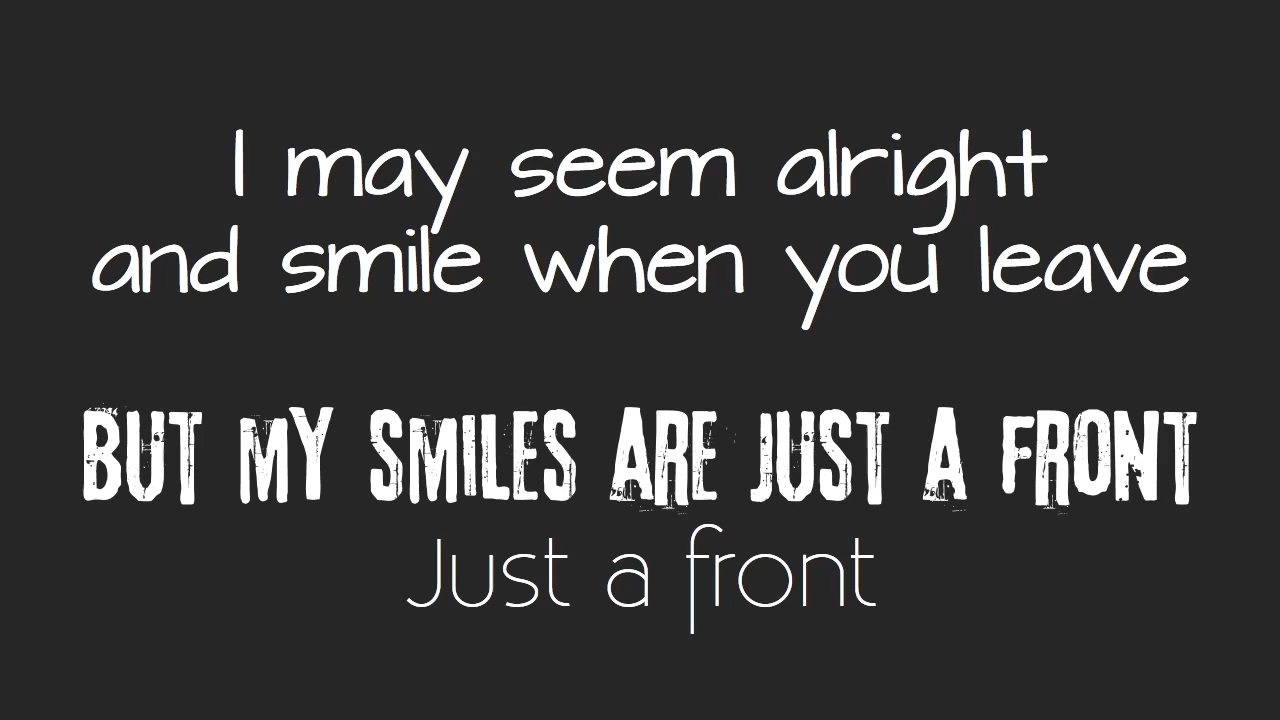 I may seem alright
and smile when you leave
BUT MY SMILES ARE JUST A FRONT
Just a front